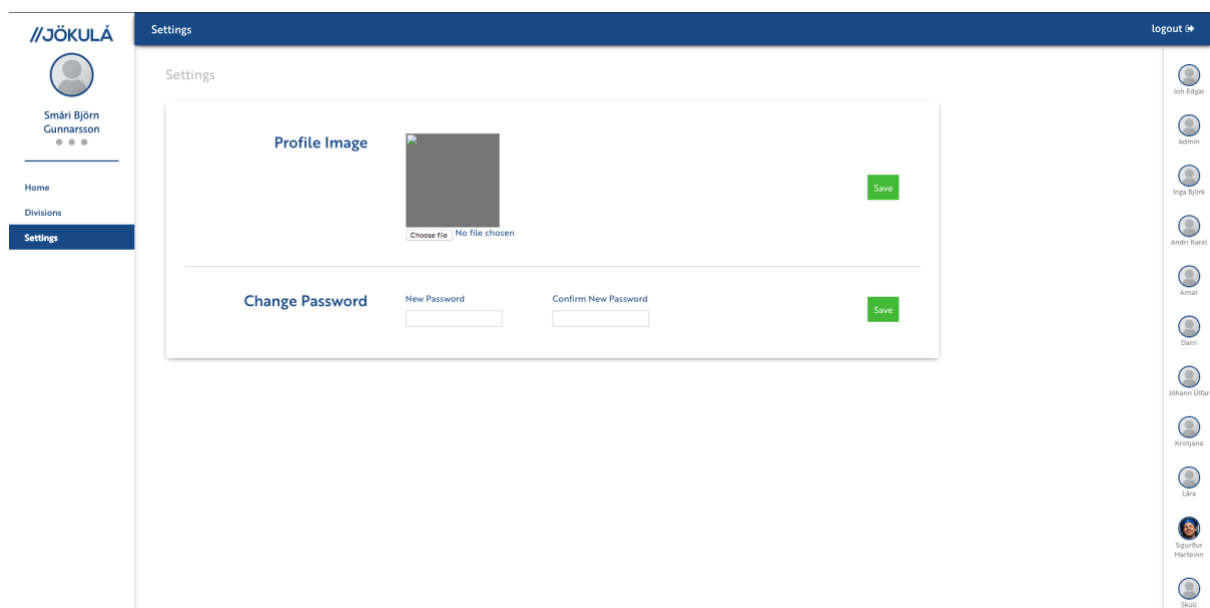 //JÖKULÁ
Settings
logout
Smári Björn
Gunnarsson
Home
Divisions
Settings
Settings
Profile Image
Choose file No file chosen
Save
Change Password
New Password
Confirm New Password
Save
Jon Edgar
Admin
Inga Björk
Andri Karel
Arnar
Darri
Jóhann Úlfar
Kristjana
Lára
Sigurður
Marteinn
Skúli